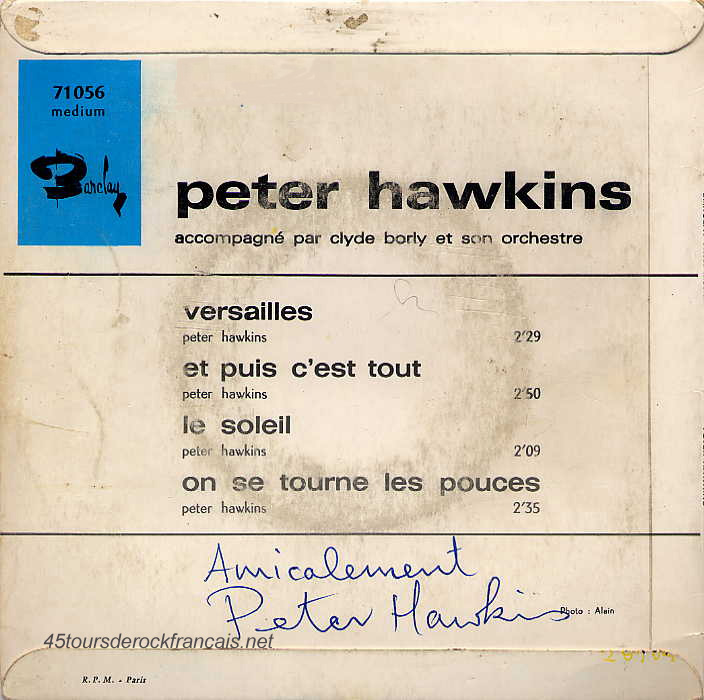 71056
medium
Barclay
peter hawkins
accompagné par clyde borly et son orchestre
versailles
peter hawkins 2'29
et puis c'est tout
peter hawkins 2'50
le soleil
peter hawkins 2'09
on se tourne les pouces
peter hawkins 2'35
Amicalement
Peter Hawkins
Photo : Alain
45toursderockfrancais.net
R.P.M. - Paris